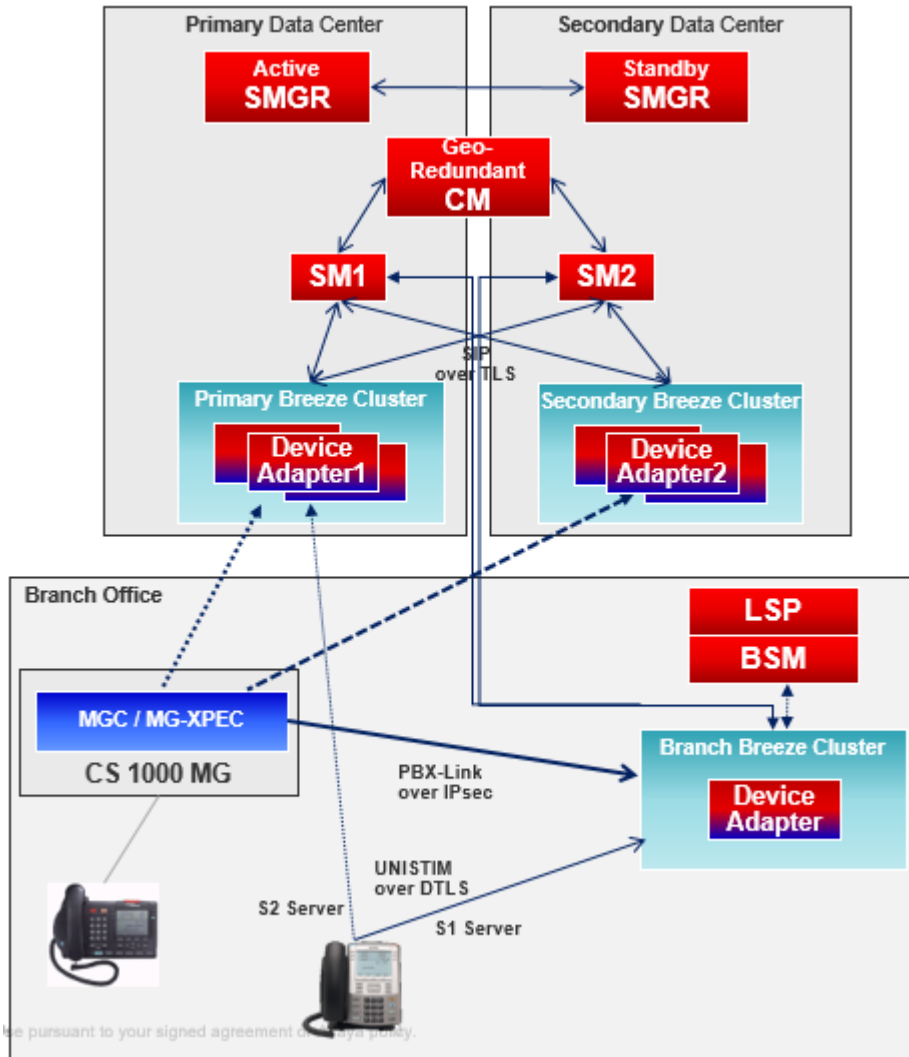 Primary Data Center
Secondary Data Center
Active
SMGR
Standby
SMGR
Geo-
Redundant
CM
SM1
SM2
SIP
over TLS
Primary Breeze Cluster
Device
Adapter1
Secondary Breeze Cluster
Device
Adapter2
Branch Office
LSP
BSM
MGC / MG-XPEC
CS 1000 MG
PBX-Link
over IPsec
Branch Breeze Cluster
Device
Adapter
UNISTIM
over DTLS
S2 Server
S1 Server
pursuant to your signed agreement policy.